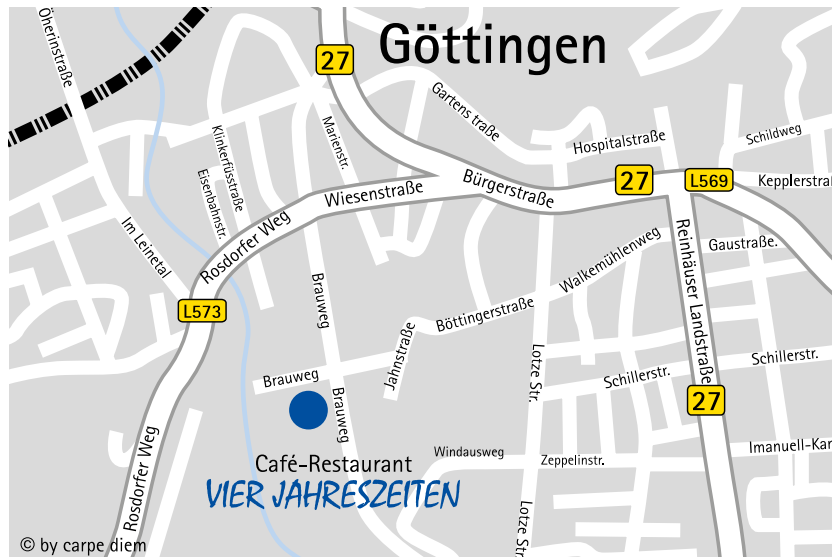 Göttingen
27
Öherinstraße
Gartens traße
Klinkerfüsstraße
Marienstr.
Hospitalstraße
Schildweg
Eisenbahnstr.
Wiesenstraße
Bürgerstraße
27
L569
Kepplerstraß
Im Leinetal
Rosdorfer Weg
Reinhäuser Landstraße
Gaustraße.
Walkemühlenweg
L573
Brauweg
Böttingerstraße
Jahnstraße
Lotze Str.
Schillerstr.
Schillerstr.
Brauweg
Brauweg
27
Windausweg
Zeppelinstr.
Imanuell-Kan
Café-Restaurant
VIER JAHRESZEITEN
Rosdorfer Weg
Lotze Str.
© by carpe diem